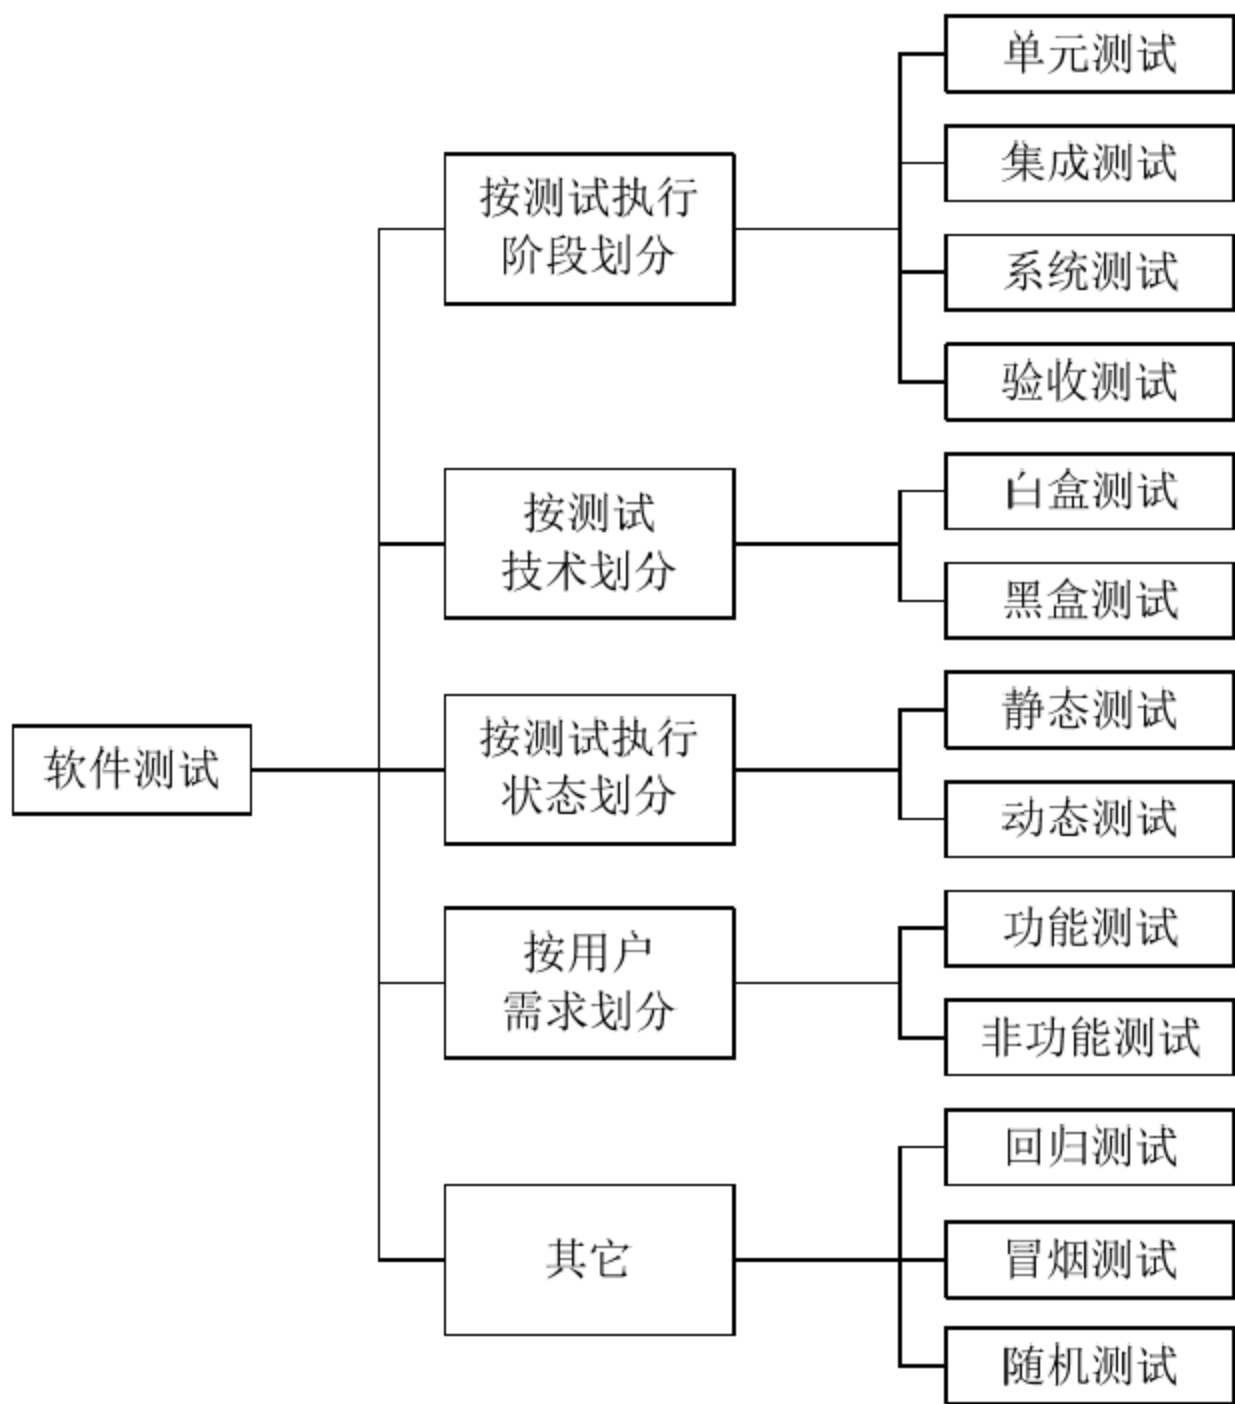 软件测试
按测试执行
阶段划分
单元测试
集成测试
系统测试
验收测试
按测试
技术划分
白盒测试
黑盒测试
按测试执行
状态划分
静态测试
动态测试
按用户
需求划分
功能测试
非功能测试
其它
回归测试
冒烟测试
随机测试